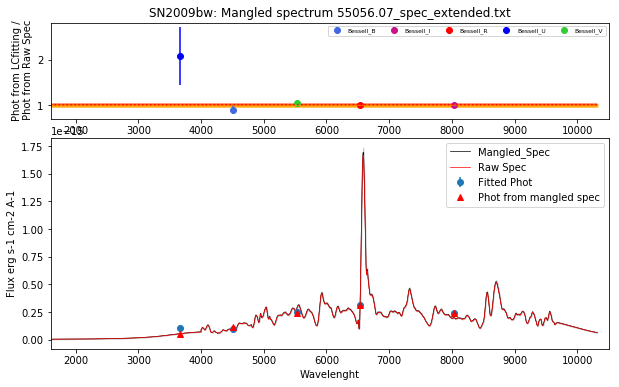 SN2009bw: Mangled spectrum 55056.07_spec_extended.txt
Phot from LCfitting /
Phot from Raw Spec
Bessell_B Bessell_I Bessell_R Bessell_U Bessell_V
2
1
2000 3000 4000 5000 6000 7000 8000 9000 10000
Flux erg s-1 cm-2 A-1
1.75
1.50
1.25
1.00
0.75
0.50
0.25
0.00
Mangled_Spec
Raw Spec
Fitted Phot
Phot from mangled spec
2000 3000 4000 5000 6000 7000 8000 9000 10000
Wavelenght